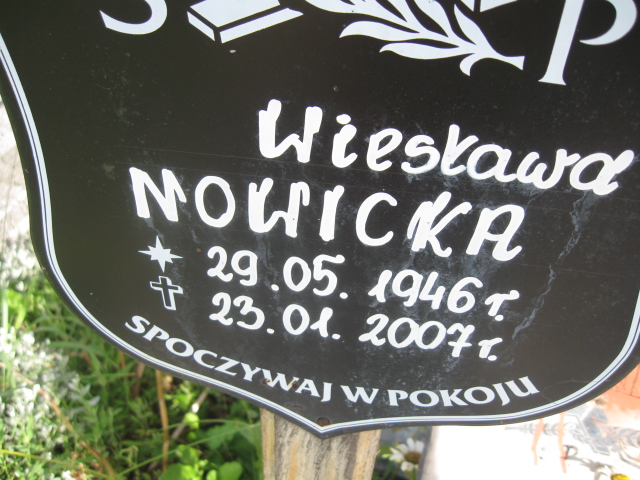 Ś P
Wiesława
NOWICKA
29.05.1946r.
23.01.2007r.
SPOCZYWAJ W POKOJU